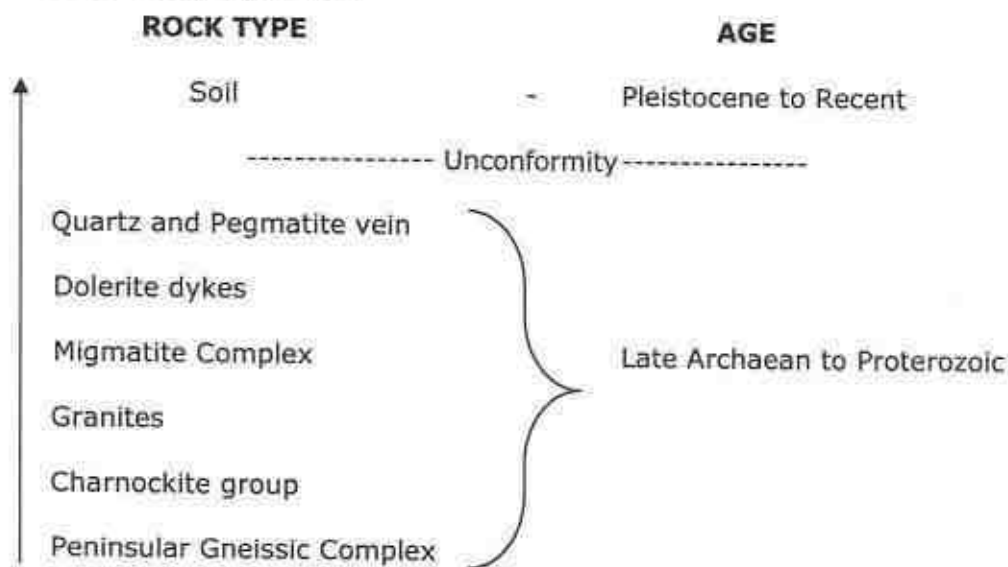 ROCK TYPE AGE
Soil - Pleistocene to Recent
---------------- Unconformity ----------------
Quartz and Pegmatite vein
Dolerite dykes
Migmatite Complex Late Archaean to Proterozoic
Granites
Charnockite group
Peninsular Gneissic Complex